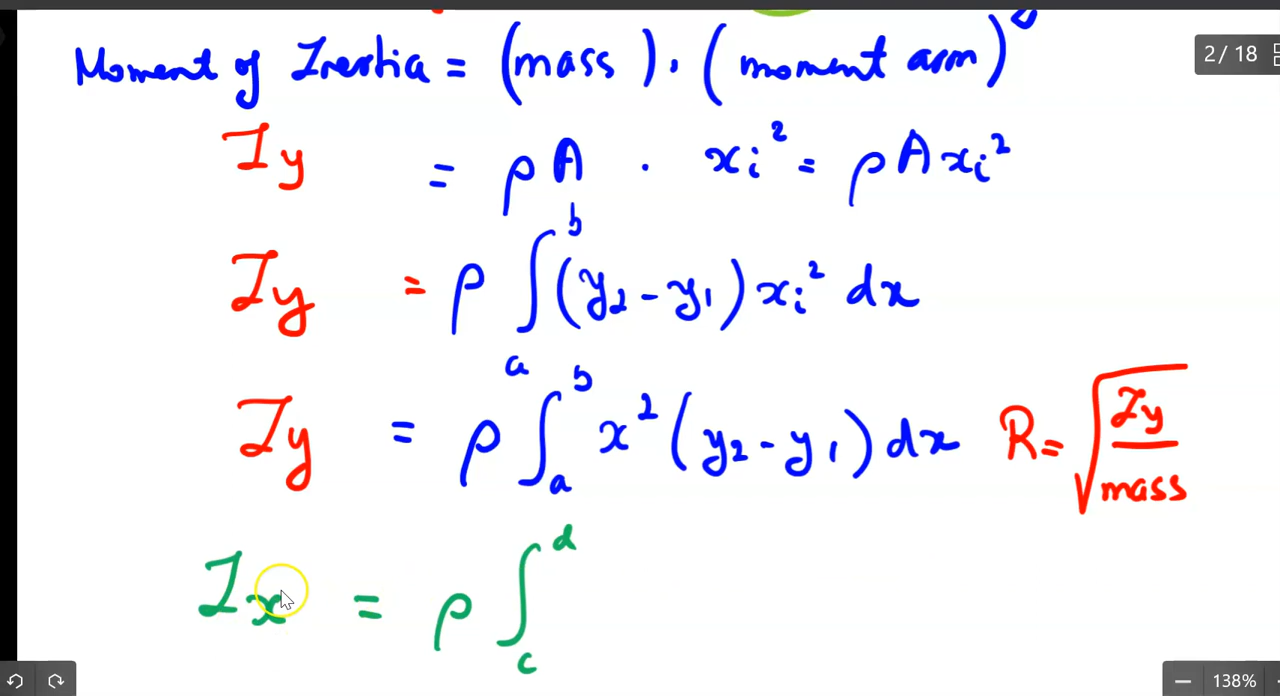 Moment of Inertia = (mass). (moment arm)²
2 / 18
Iy = ρA . xi² = ρAxi²
Iy = ρ∫ₐᵇ(y₂-y₁)xi² dx
Iy = ρ∫ₐᵇ x²(y₂-y₁)dx R = √(Iy/mass)
Ix = ρ∫
d
c
138%